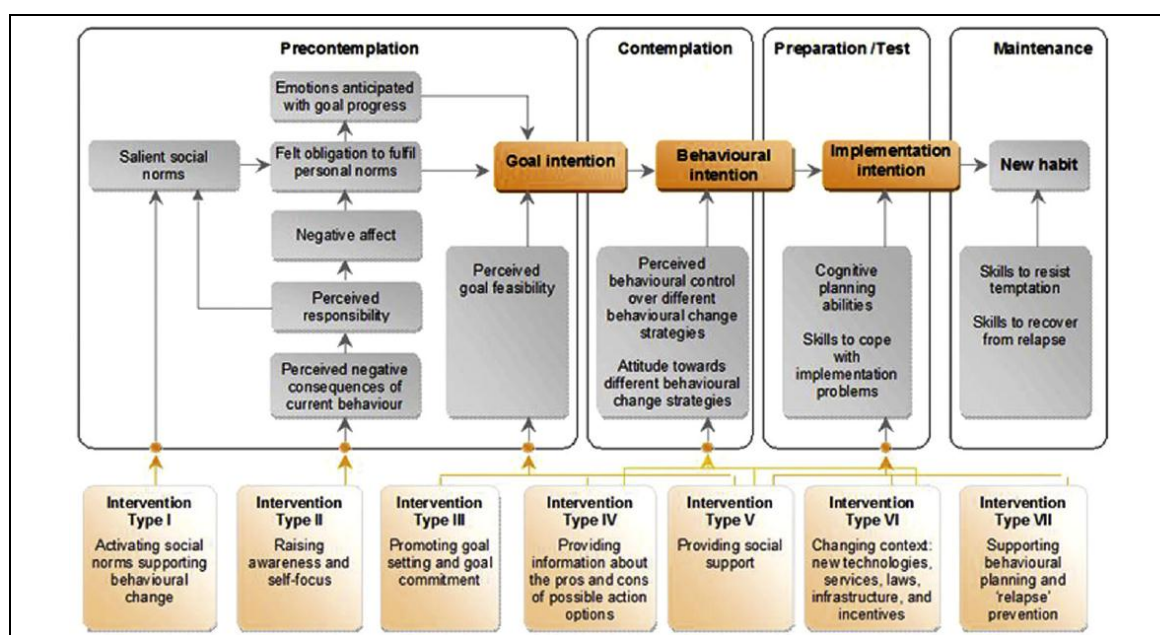 Precontemplation
Contemplation
Preparation /Test
Maintenance
Emotions anticipated
with goal progress
Salient social
norms
Felt obligation to fulfil
personal norms
Goal intention
Behavioural
intention
Implementation
intention
New habit
Negative affect
Perceived
responsibility
Perceived negative
consequences of
current behaviour
Perceived
goal feasibility
Perceived
behavioural control
over different
behavioural change
strategies
Attitude towards
different behavioural
change strategies
Cognitive
planning
abilities
Skills to cope
with
implementation
problems
Skills to resist
temptation
Skills to recover
from relapse
Intervention
Type I
Activating social
norms supporting
behavioural
change
Intervention
Type II
Raising
awareness and
self-focus
Intervention
Type III
Promoting goal
setting and goal
commitment
Intervention
Type IV
Providing
information about
the pros and cons
of possible action
options
Intervention
Type V
Providing social
support
Intervention
Type VI
Changing context:
new technologies,
services, laws,
infrastructure, and
incentives
Intervention
Type VII
Supporting
behavioural
planning and
‘relapse’
prevention